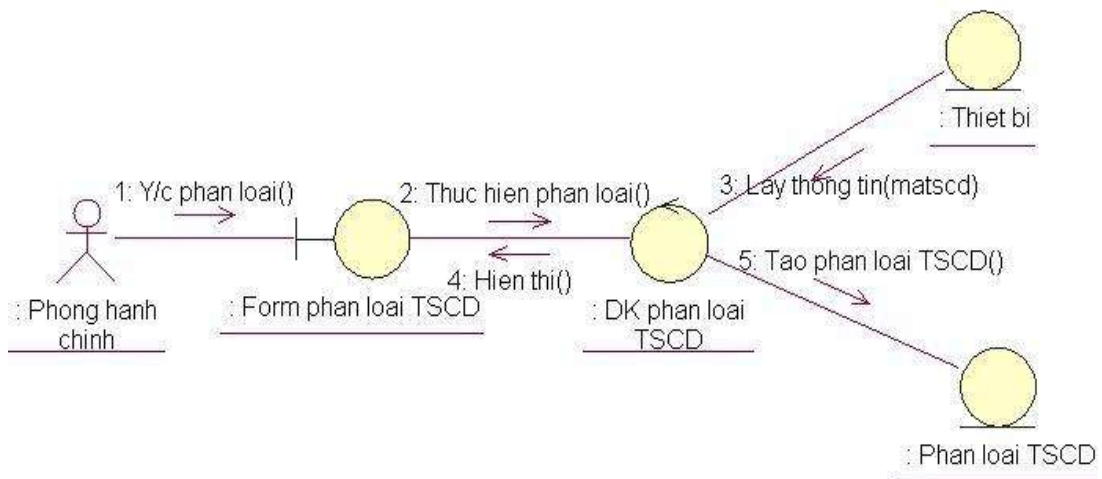 : Thiet bi
1: Y/c phan loai()
2: Thuc hien phan loai()
3: Lay thong tin(matscd)
4: Hien thi()
5: Tao phan loai TSCD()
: Phong hanh
chinh
: Form phan loai TSCD
: DK phan loai
TSCD
: Phan loai TSCD